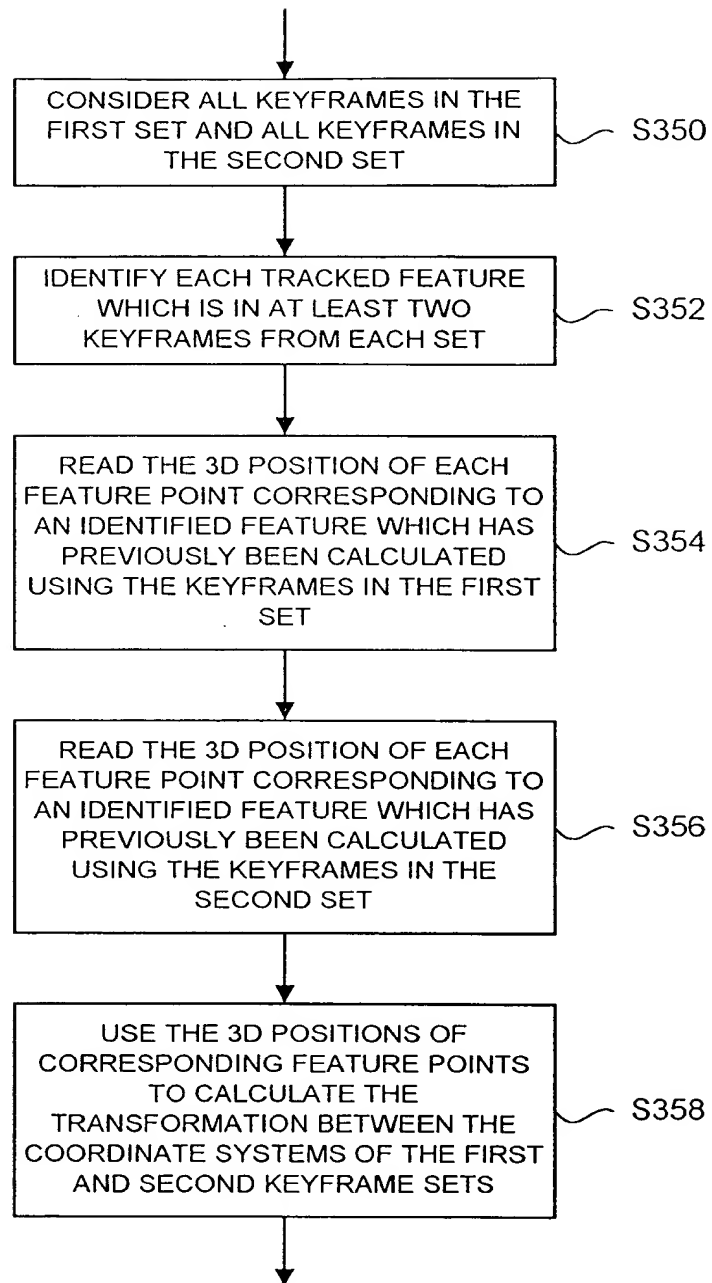 CONSIDER ALL KEYFRAMES IN THE
FIRST SET AND ALL KEYFRAMES IN
THE SECOND SET
S350
IDENTIFY EACH TRACKED FEATURE
WHICH IS IN AT LEAST TWO
KEYFRAMES FROM EACH SET
S352
READ THE 3D POSITION OF EACH
FEATURE POINT CORRESPONDING TO
AN IDENTIFIED FEATURE WHICH HAS
PREVIOUSLY BEEN CALCULATED
USING THE KEYFRAMES IN THE FIRST
SET
S354
READ THE 3D POSITION OF EACH
FEATURE POINT CORRESPONDING TO
AN IDENTIFIED FEATURE WHICH HAS
PREVIOUSLY BEEN CALCULATED
USING THE KEYFRAMES IN THE
SECOND SET
S356
USE THE 3D POSITIONS OF
CORRESPONDING FEATURE POINTS
TO CALCULATE THE
TRANSFORMATION BETWEEN THE
COORDINATE SYSTEMS OF THE FIRST
AND SECOND KEYFRAME SETS
S358